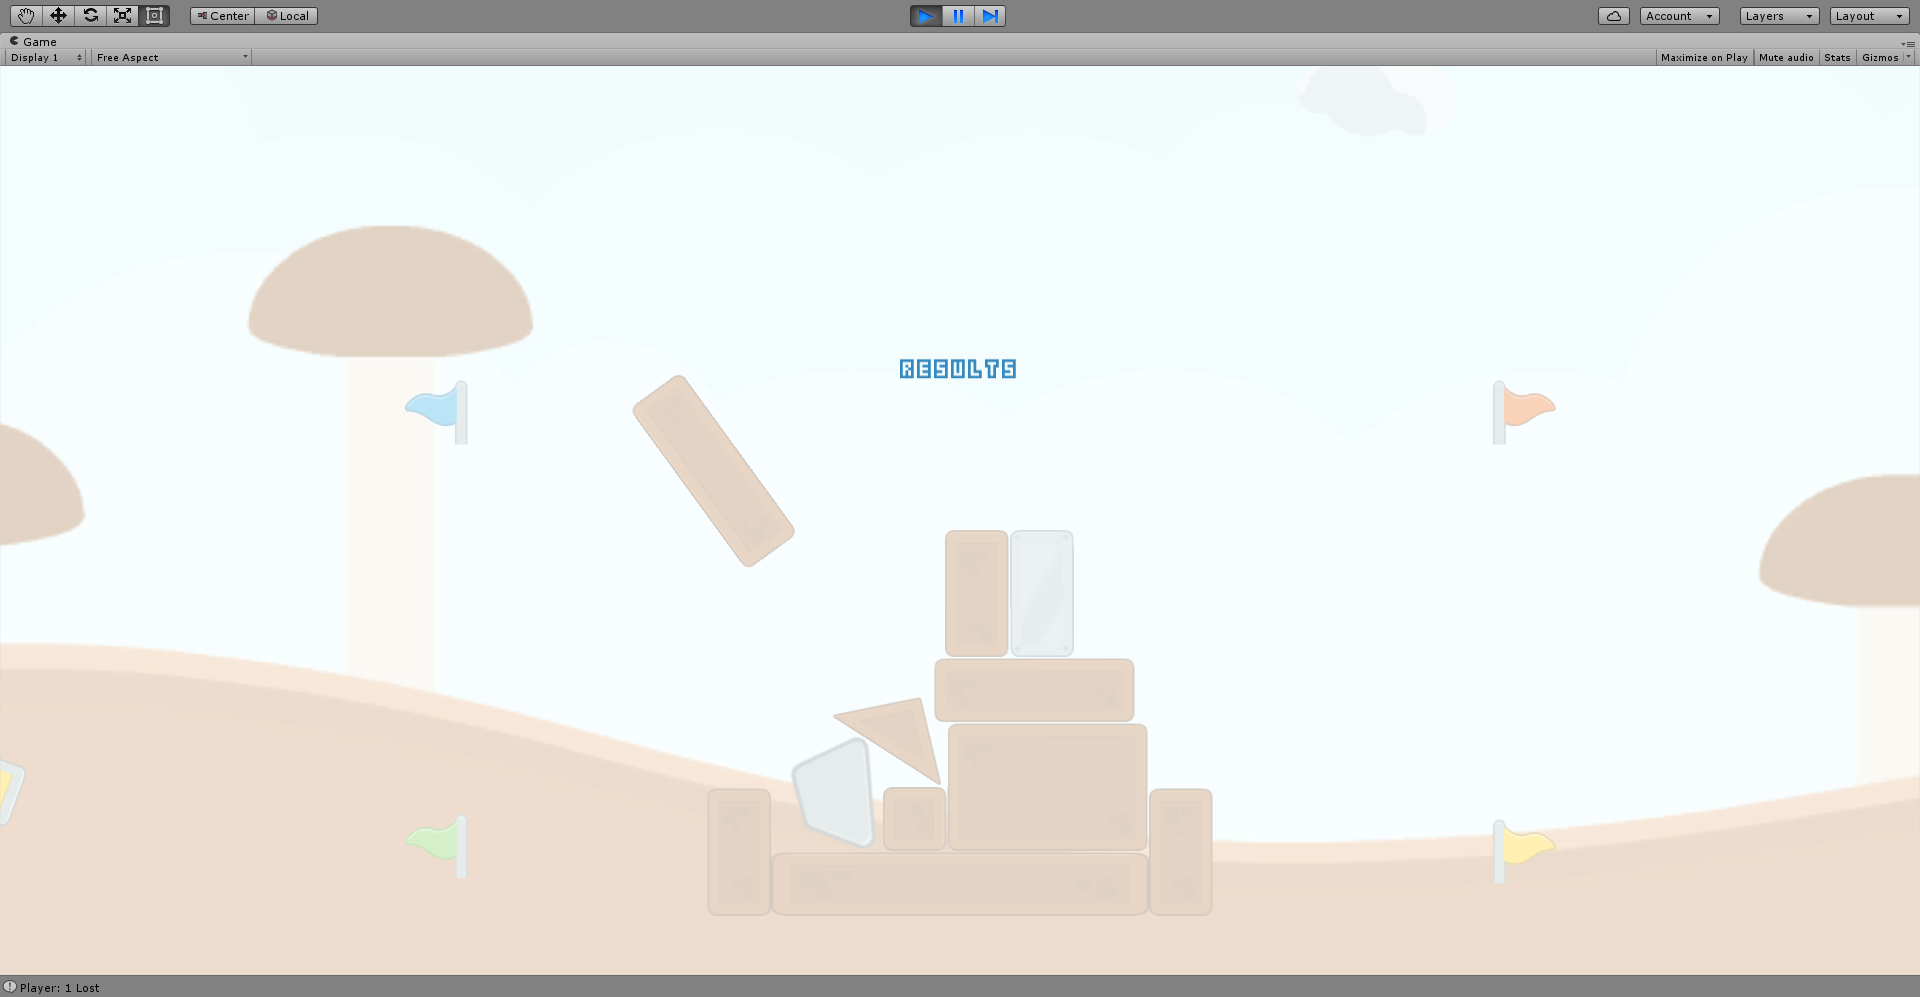 Center Local Account Layers Layout
Game
Display 1 Free Aspect Maximize on Play Mute audio Stats Gizmos
RESULTS
Player: 1 Lost